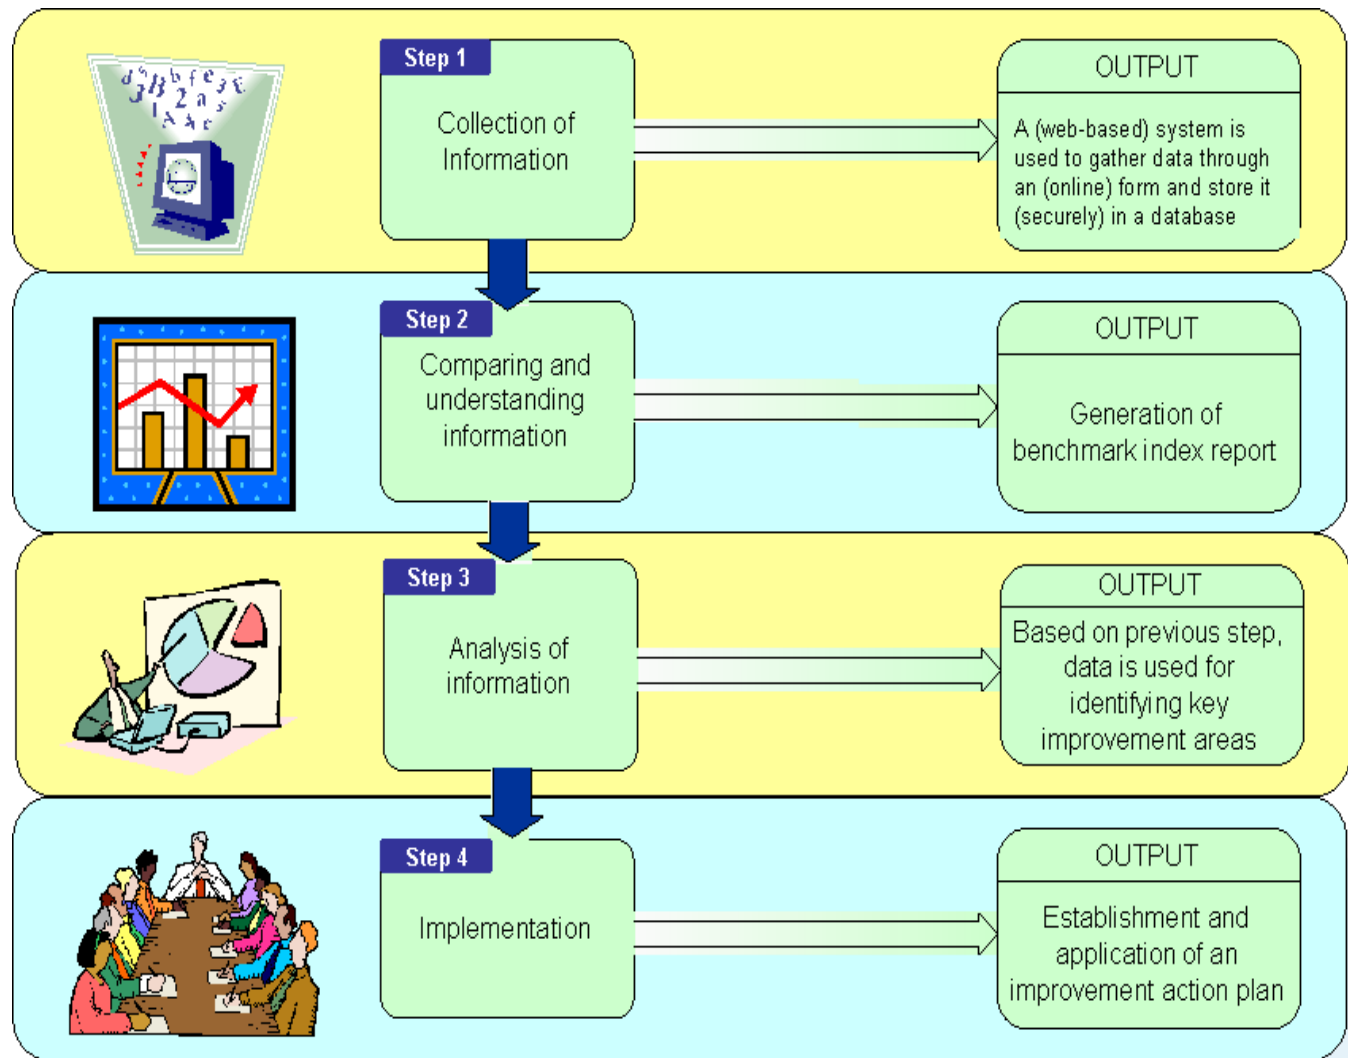 Step 1
Collection of
Information
OUTPUT
A (web-based) system is
used to gather data through
an (online) form and store it
(securely) in a database
Step 2
Comparing and
understanding
information
OUTPUT
Generation of
benchmark index report
Step 3
Analysis of
information
OUTPUT
Based on previous step,
data is used for
identifying key
improvement areas
Step 4
Implementation
OUTPUT
Establishment and
application of an
improvement action plan